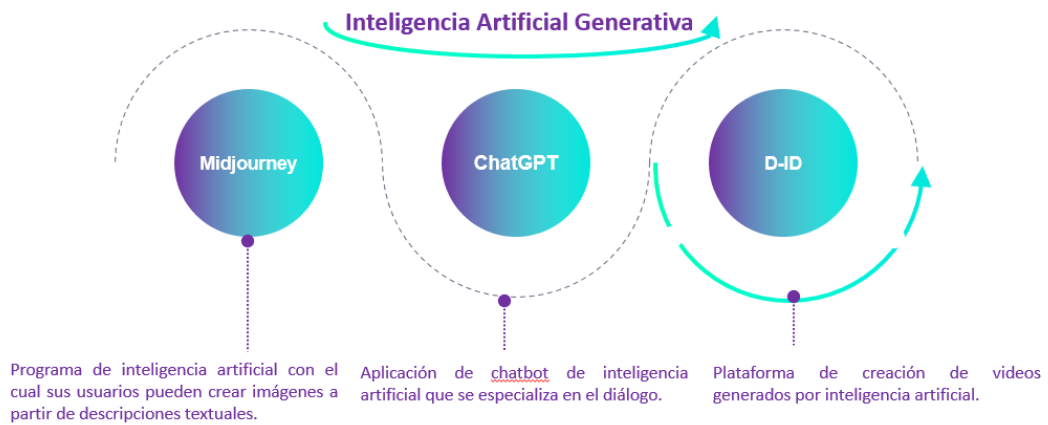 Inteligencia Artificial Generativa
Midjourney
ChatGPT
D-ID
Programa de inteligencia artificial con el
cual sus usuarios pueden crear imágenes a
partir de descripciones textuales.
Aplicación de chatbot de inteligencia
artificial que se especializa en el diálogo.
Plataforma de creación de videos
generados por inteligencia artificial.